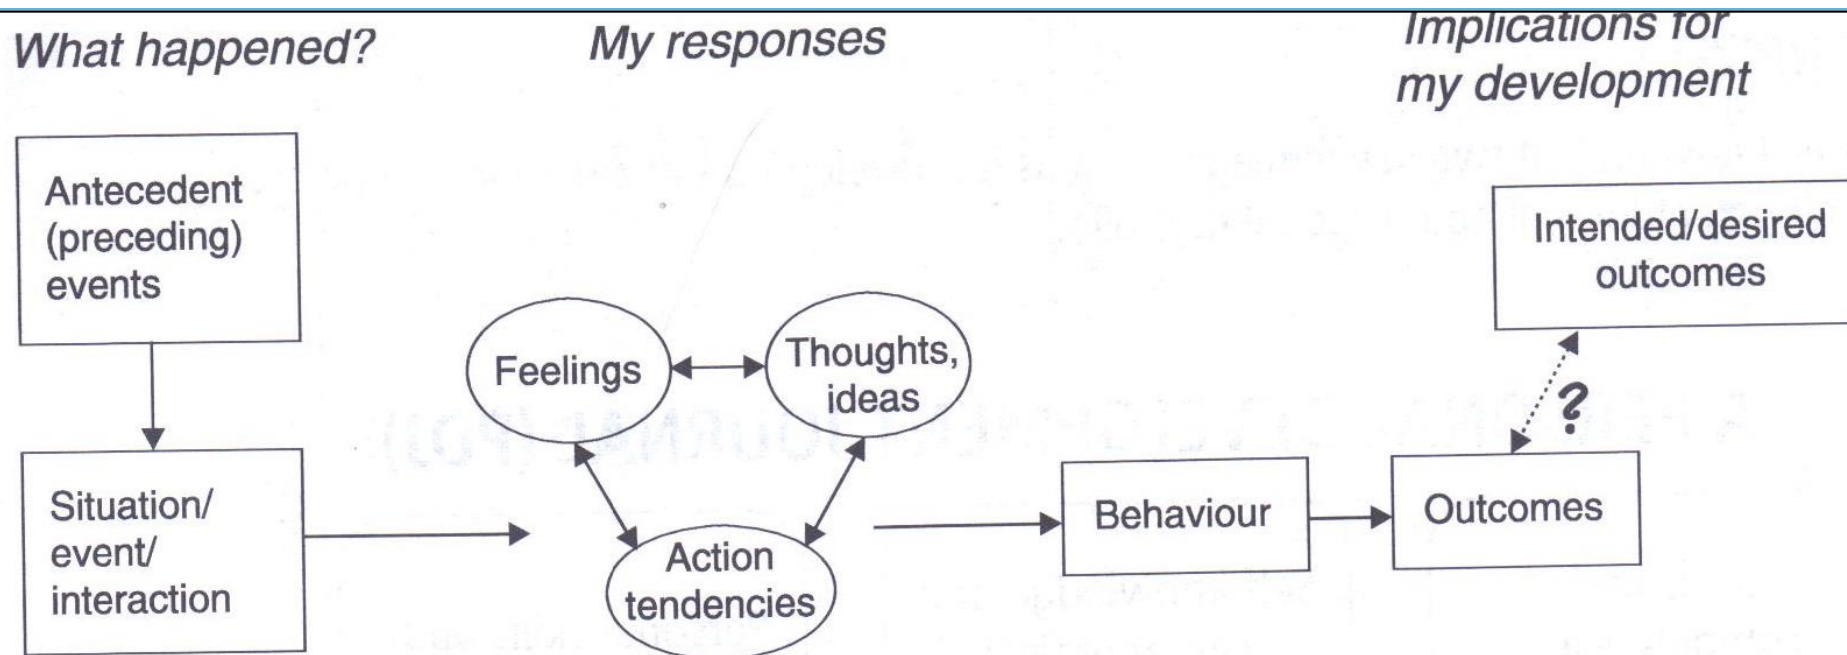 What happened?
My responses
Implications for
my development
Antecedent
(preceding)
events
Intended/desired
outcomes
Feelings
Thoughts,
ideas
?
Situation/
event/
interaction
Action
tendencies
Behaviour
Outcomes